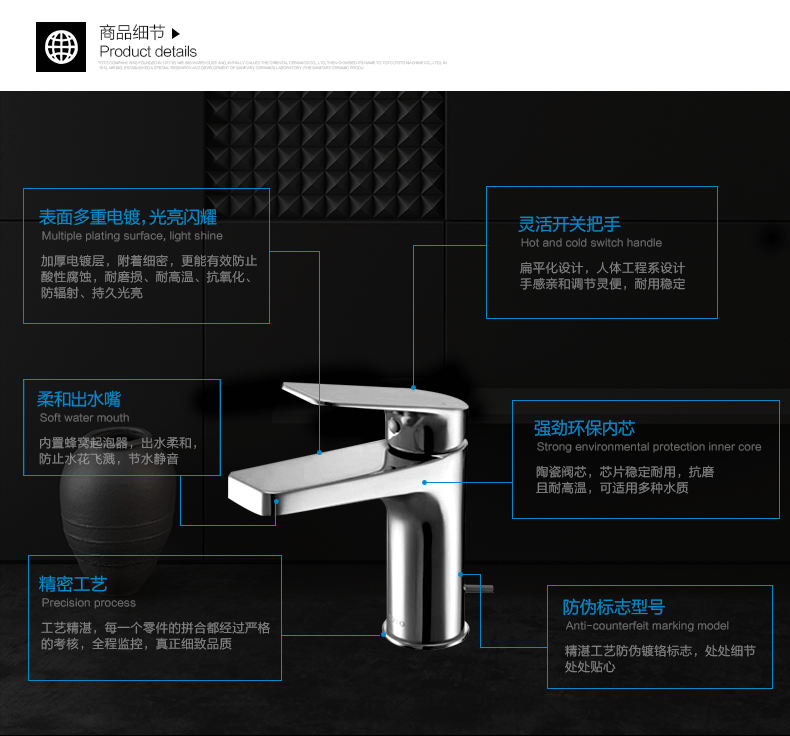 商品细节 ▶
Product details
表面多重电镀，光亮闪耀
Multiple plating surface, light shine
加厚电镀层，附着细密，更能有效防止
酸性腐蚀，耐磨损、耐高温、抗氧化、
防辐射、持久光亮
灵活开关把手
Hot and cold switch handle
扁平化设计，人体工程系设计
手感亲和调节灵便，耐用稳定
柔和出水嘴
Soft water mouth
内置蜂窝起泡器，出水柔和，
防止水花飞溅，节水静音
强劲环保内芯
Strong environmental protection inner core
陶瓷阀芯，芯片稳定耐用，抗磨
且耐高温，可适用多种水质
精密工艺
Precision process
工艺精湛，每一个零件的拼合都经过严格
的考核，全程监控，真正细致品质
防伪标志型号
Anti-counterfeit marking model
精湛工艺防伪镀铬标志，处处细节
处处贴心